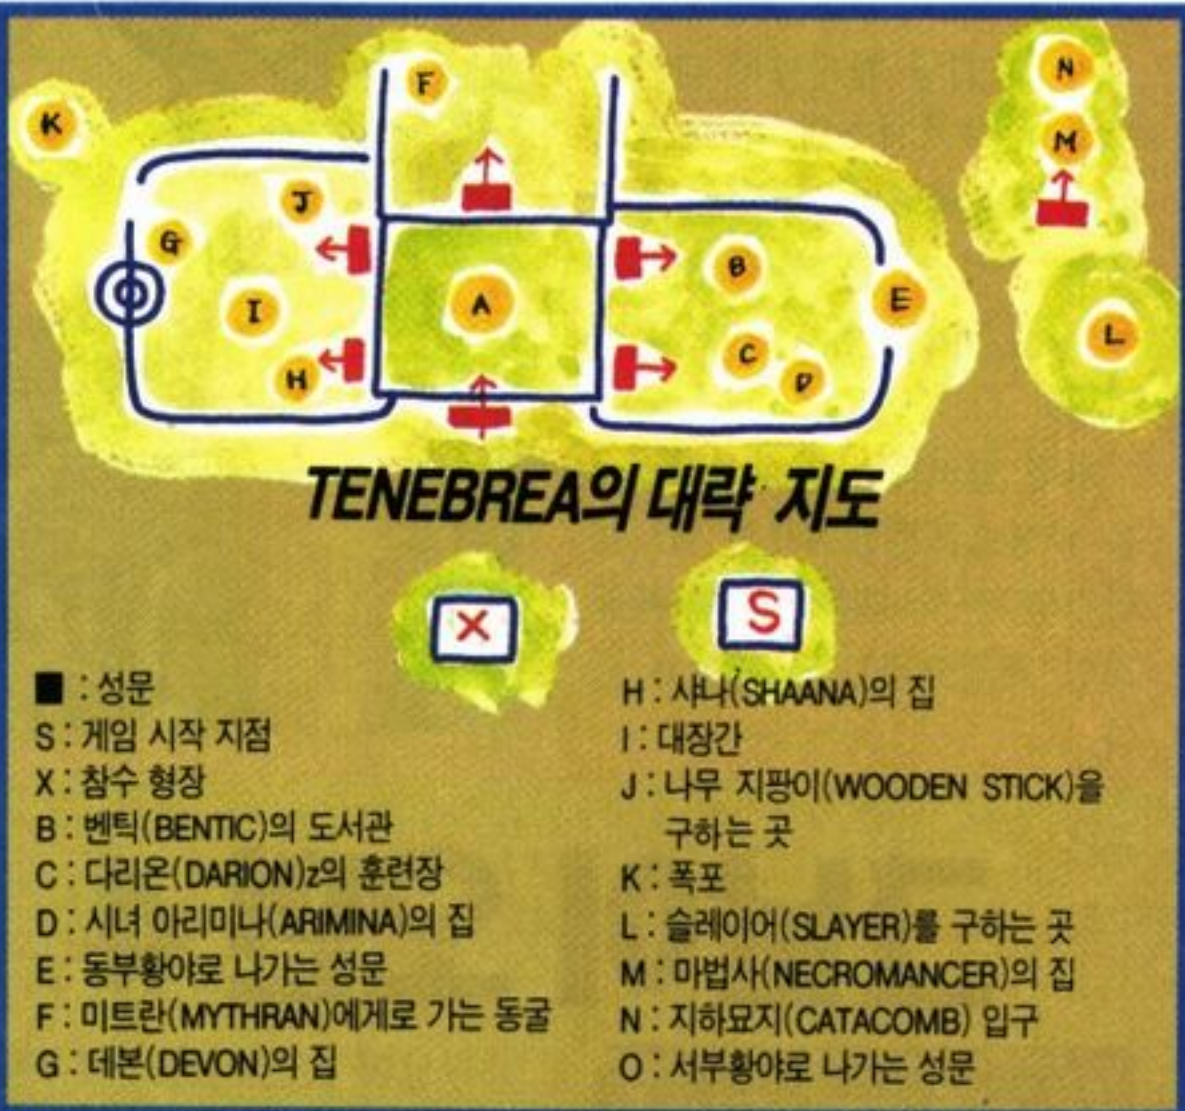 F
N
K
M
J
G
B
A
E
I
L
C
H
D
TENEBREA의 대략 지도
X
S
■ : 성문
S : 게임 시작 지점
X : 참수 형장
B : 벤틱(BENTIC)의 도서관
C : 다리온(DARION)z의 훈련장
D : 시녀 아리미나(ARIMINA)의 집
E : 동부황야로 나가는 성문
F : 미트란(MYTHRAN)에게로 가는 동굴
G : 데본(DEVON)의 집
H : 샤나(SHAANA)의 집
I : 대장간
J : 나무 지팡이(WOODEN STICK)을
구하는 곳
K : 폭포
L : 슬레이어(SLAYER)를 구하는 곳
M : 마법사(NECROMANCER)의 집
N : 지하묘지(CATACOMB) 입구
O : 서부황야로 나가는 성문